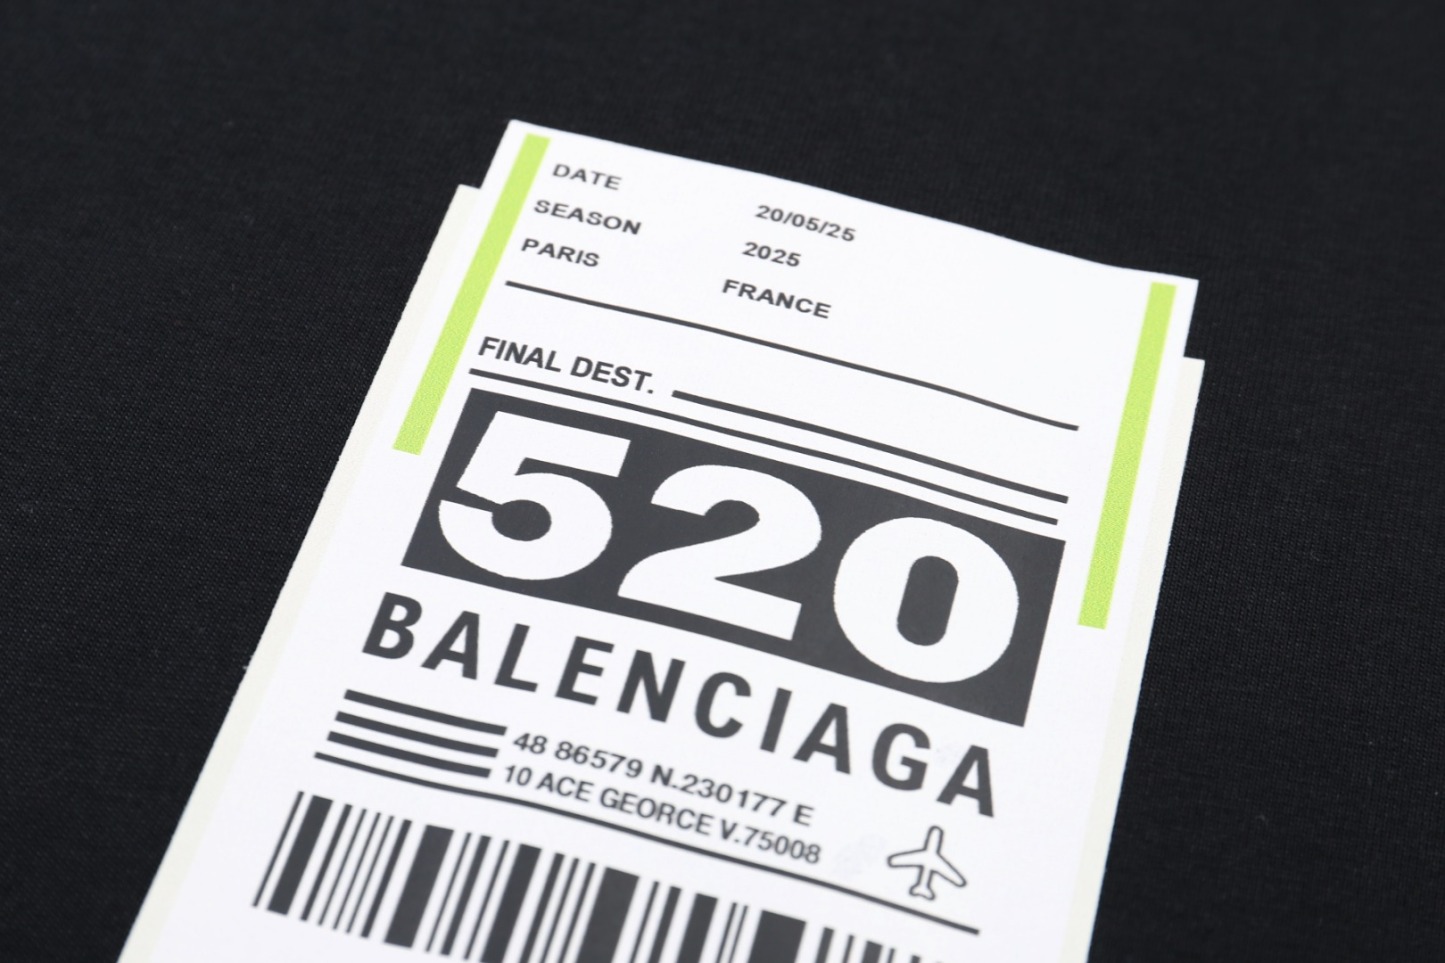 DATE 20/05/25
SEASON 2025
PARIS FRANCE
FINAL DEST.
520
BALENCIAGA
48 86579 N.230177 E
10 ACE GEORCE V.75008